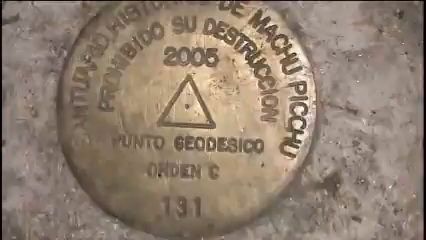 SANTUARIO HISTORICO DE MACHU PICCHU
PROHIBIDO SU DESTRUCCION
2005
PUNTO GEODESICO
ORDEN C
131